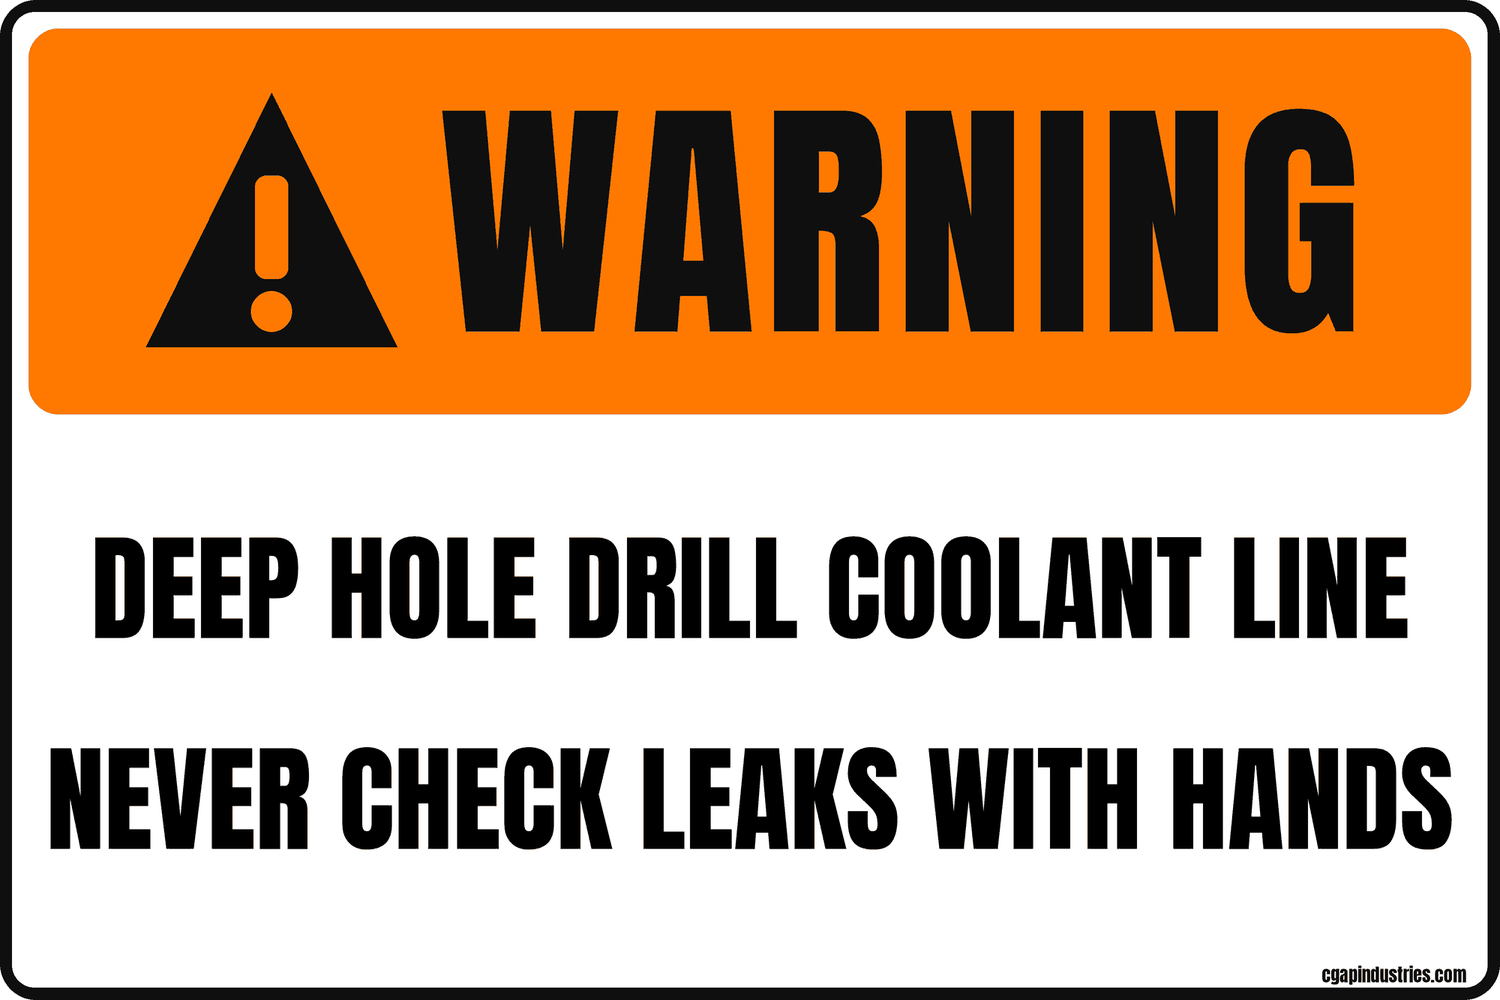 WARNING
DEEP HOLE DRILL COOLANT LINE
NEVER CHECK LEAKS WITH HANDS
cgapindustries.com